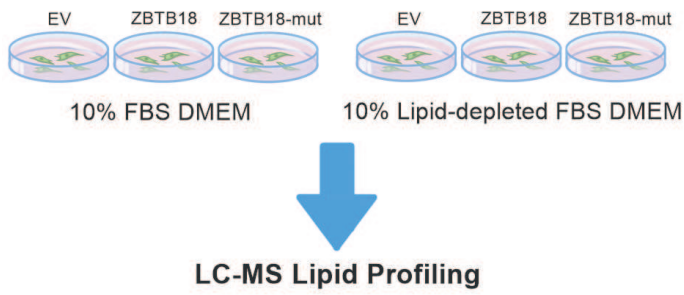 EV ZBTB18 ZBTB18-mut EV ZBTB18 ZBTB18-mut
10% FBS DMEM 10% Lipid-depleted FBS DMEM
LC-MS Lipid Profiling